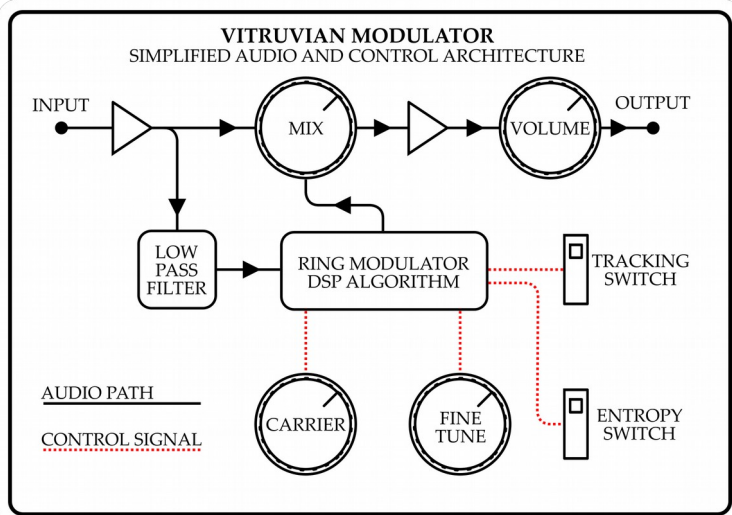 VITRUVIAN MODULATOR
SIMPLIFIED AUDIO AND CONTROL ARCHITECTURE
INPUT
MIX
VOLUME
OUTPUT
LOW
PASS
FILTER
RING MODULATOR
DSP ALGORITHM
TRACKING
SWITCH
AUDIO PATH
CONTROL SIGNAL
CARRIER
FINE
TUNE
ENTROPY
SWITCH